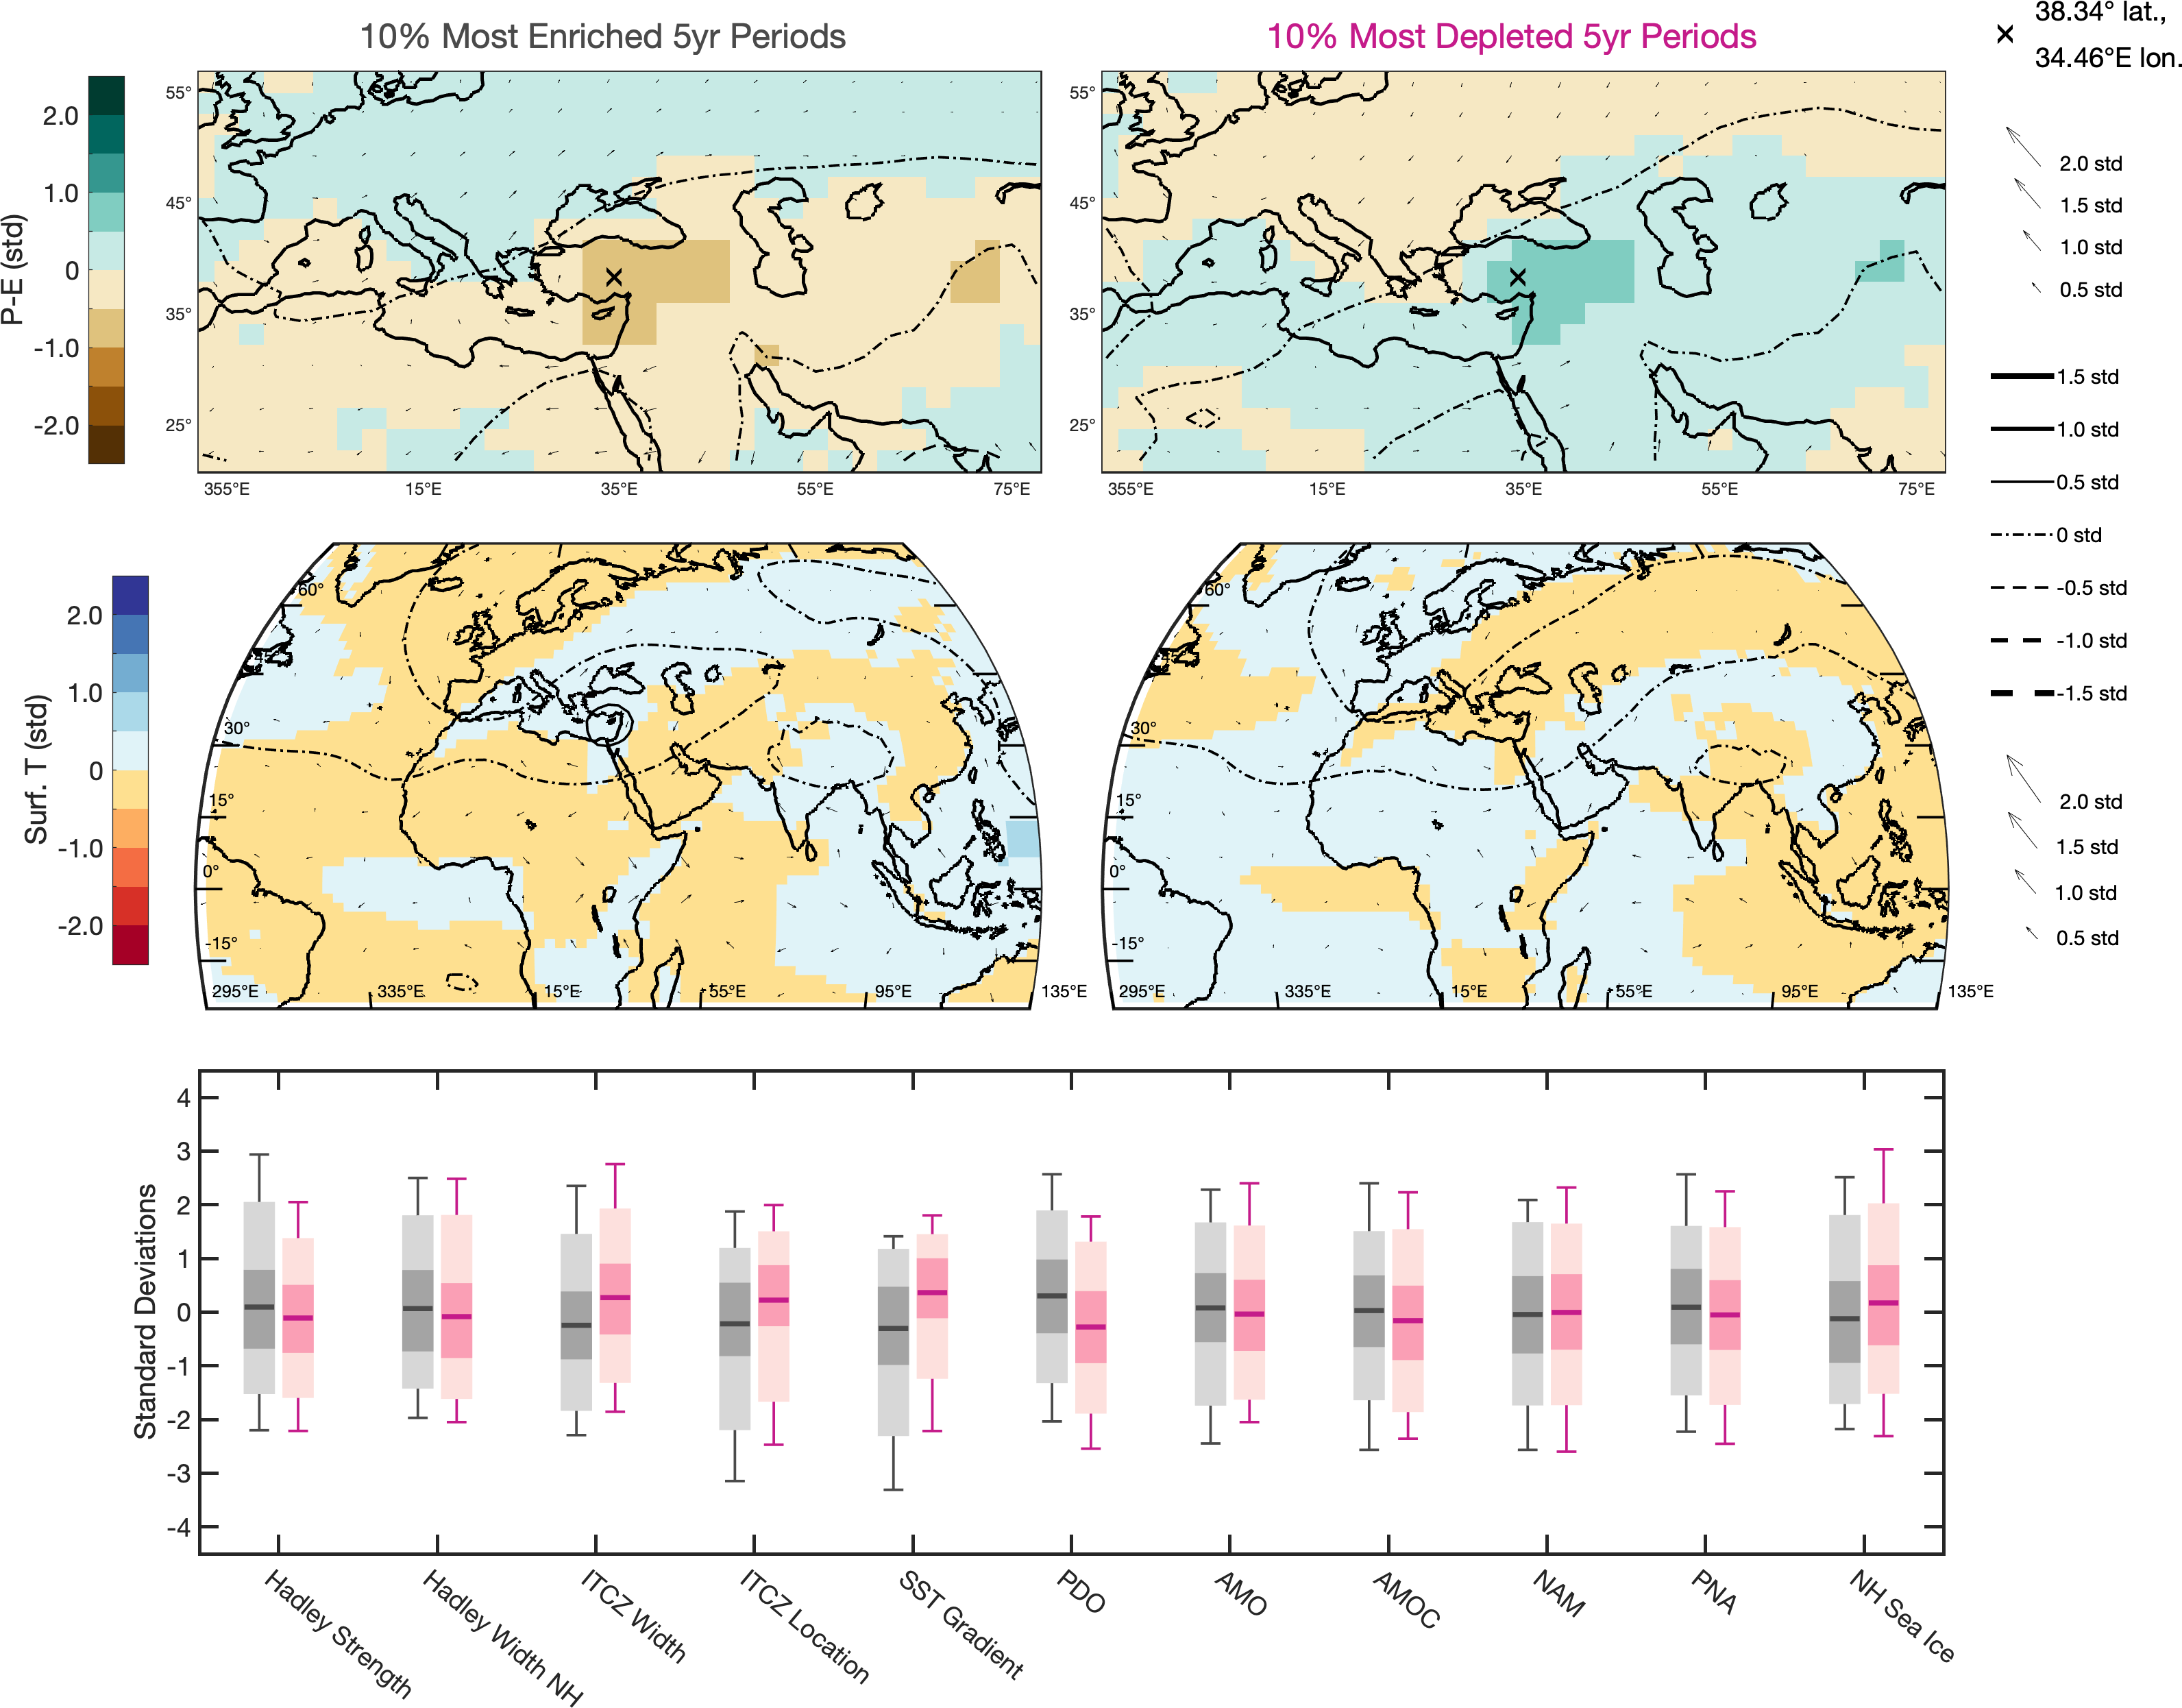 10% Most Enriched 5yr Periods
10% Most Depleted 5yr Periods
38.34° lat.,
34.46°E lon.
P-E (std)
2.0
1.0
0
-1.0
-2.0
55°
45°
35°
25°
355°E
15°E
35°E
55°E
75°E
55°
45°
35°
25°
355°E
15°E
35°E
55°E
75°E
2.0 std
1.5 std
1.0 std
0.5 std
1.5 std
1.0 std
0.5 std
0 std
-0.5 std
-1.0 std
-1.5 std
Surf. T (std)
2.0
1.0
0
-1.0
-2.0
60°
45°
30°
15°
0°
-15°
295°E
335°E
15°E
55°E
95°E
135°E
60°
45°
30°
15°
0°
-15°
295°E
335°E
15°E
55°E
95°E
135°E
2.0 std
1.5 std
1.0 std
0.5 std
Standard Deviations
4
3
2
1
0
-1
-2
-3
-4
Hadley Strength
Hadley Width NH
ITCZ Width
ITCZ Location
SST Gradient
PDO
AMO
AMOC
NAM
PNA
NH Sea Ice